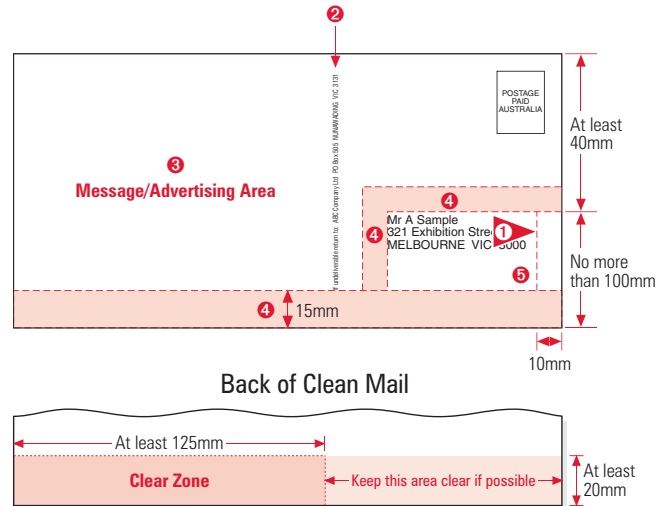 2
If undeliverable return to: ABC Company Ltd PO Box 505 NUNAWADING VIC 3131
POSTAGE
PAID
AUSTRALIA
At least
40mm
3
Message/Advertising Area
4
Mr A Sample
321 Exhibition Stre
1
MELBOURNE VIC 3000
4
5
No more
than 100mm
4
15mm
10mm
Back of Clean Mail
At least 125mm
Clear Zone
Keep this area clear if possible
At least
20mm